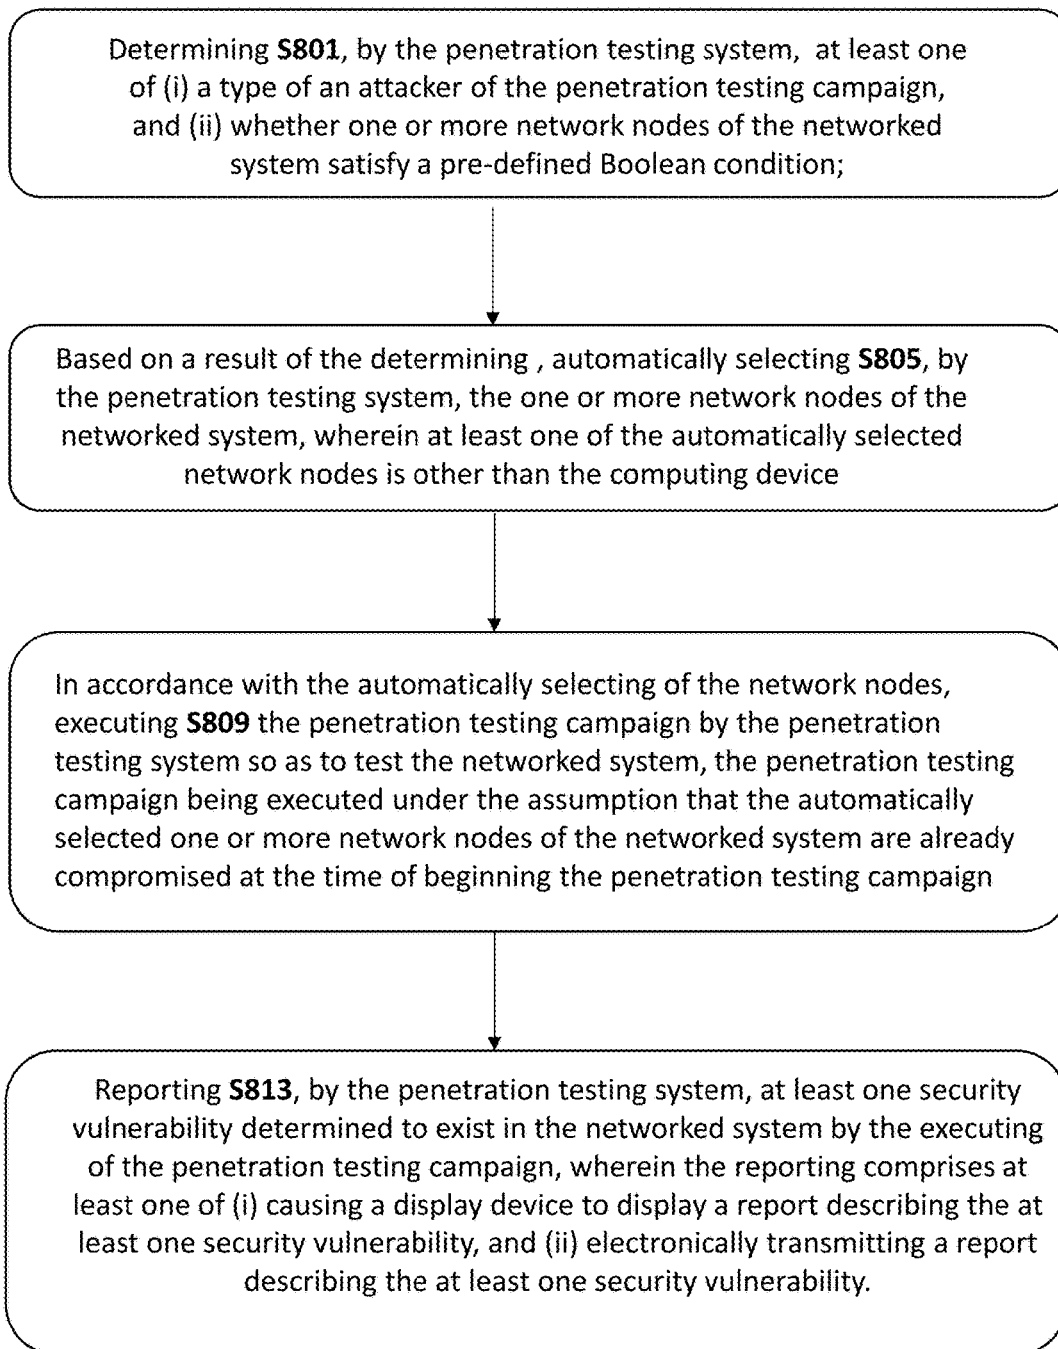 Determining S801, by the penetration testing system, at least one
of (i) a type of an attacker of the penetration testing campaign,
and (ii) whether one or more network nodes of the networked
system satisfy a pre-defined Boolean condition;
Based on a result of the determining , automatically selecting S805, by
the penetration testing system, the one or more network nodes of the
networked system, wherein at least one of the automatically selected
network nodes is other than the computing device
In accordance with the automatically selecting of the network nodes,
executing S809 the penetration testing campaign by the penetration
testing system so as to test the networked system, the penetration testing
campaign being executed under the assumption that the automatically
selected one or more network nodes of the networked system are already
compromised at the time of beginning the penetration testing campaign
Reporting S813, by the penetration testing system, at least one security
vulnerability determined to exist in the networked system by the executing
of the penetration testing campaign, wherein the reporting comprises at
least one of (i) causing a display device to display a report describing the at
least one security vulnerability, and (ii) electronically transmitting a report
describing the at least one security vulnerability.